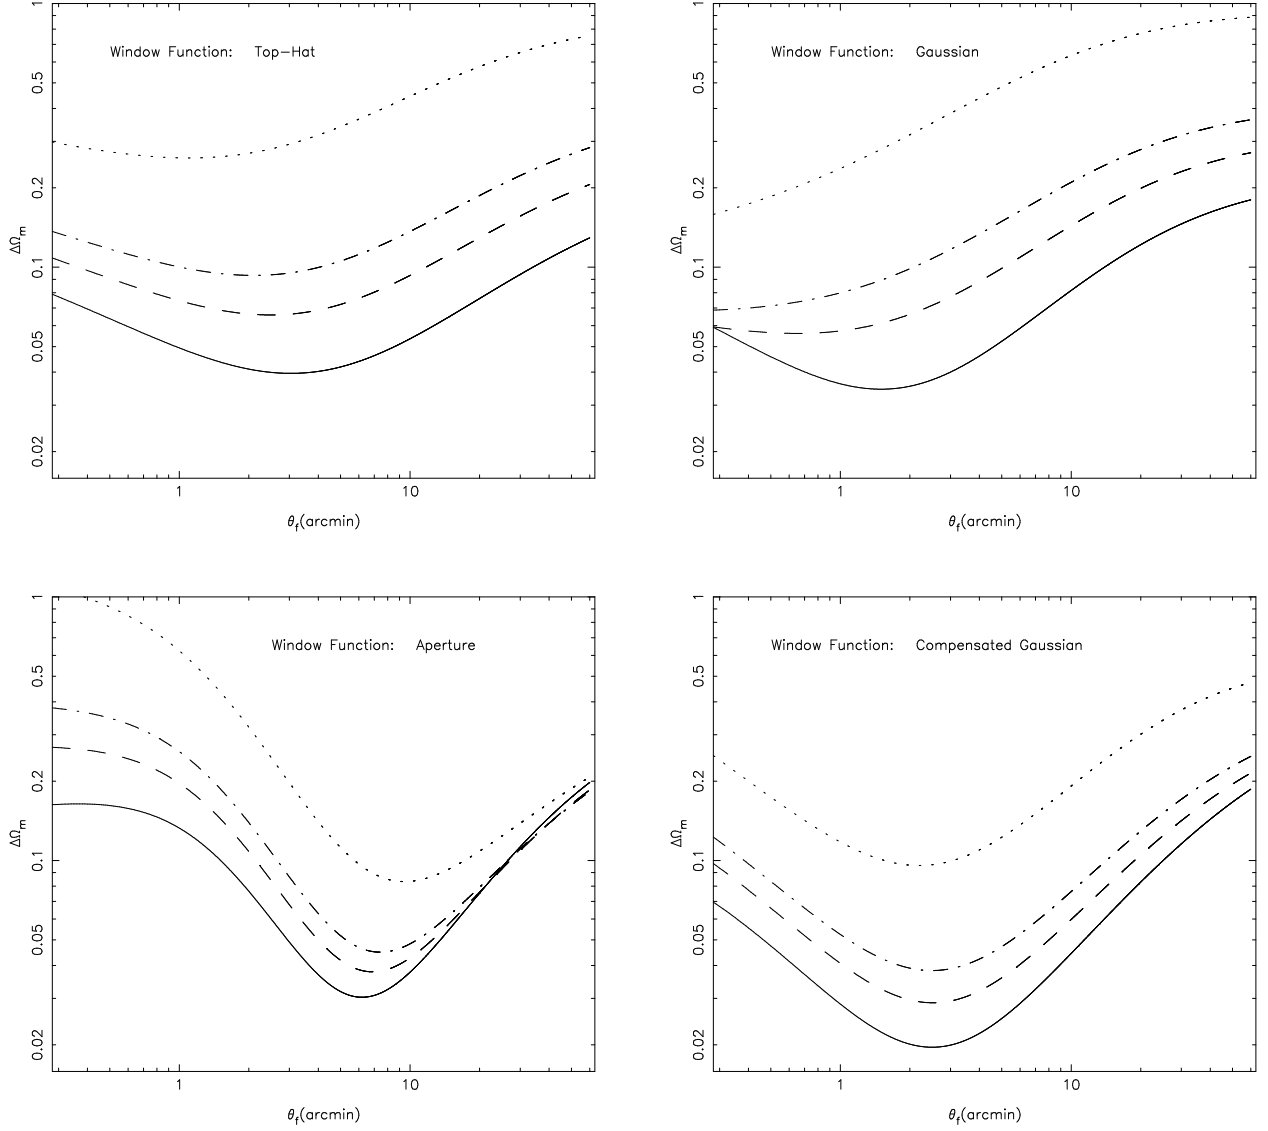 1
Window Function: Top-Hat
0.5
0.2
ΔΩm
0.1
0.05
0.02
1 10
θf(arcmin)
1
Window Function: Gaussian
0.5
0.2
ΔΩm
0.1
0.05
0.02
1 10
θf(arcmin)
1
Window Function: Aperture
0.5
0.2
ΔΩm
0.1
0.05
0.02
1 10
θf(arcmin)
1
Window Function: Compensated Gaussian
0.5
0.2
ΔΩm
0.1
0.05
0.02
1 10
θf(arcmin)